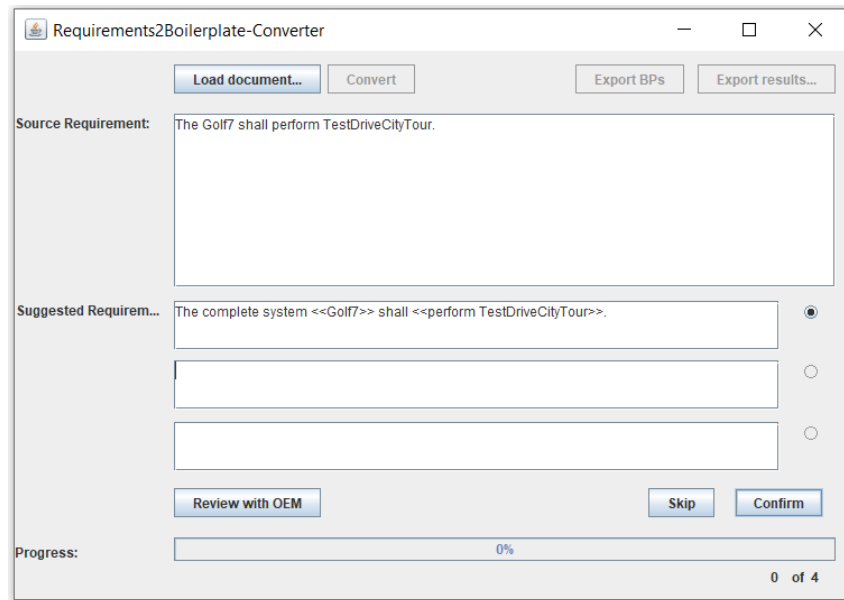 Requirements2Boilerplate-Converter
Load document... Convert Export BPs Export results...
Source Requirement: The Golf7 shall perform TestDriveCityTour.
Suggested Requirem... The complete system <<Golf7>> shall <<perform TestDriveCityTour>>.
Review with OEM Skip Confirm
Progress: 0%
0 of 4